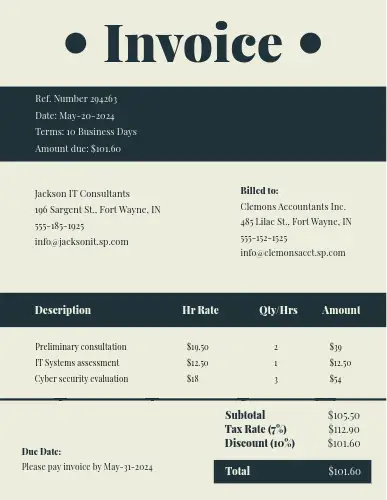 • Invoice •
Ref. Number 294263
Date: May-20-2024
Terms: 10 Business Days
Amount due: $101.60
Jackson IT Consultants
196 Sargent St., Fort Wayne, IN
555-185-1925
info@jacksonit.sp.com
Billed to:
Clemons Accountants Inc.
485 Lilac St., Fort Wayne, IN
555-152-1525
info@clemonsacct.sp.com
Description Hr Rate Qty/Hrs Amount
Preliminary consultation $19.50 2 $39
IT Systems assessment $12.50 1 $12.50
Cyber security evaluation $18 3 $54
Subtotal $105.50
Tax Rate (7%) $112.90
Discount (10%) $101.60
Total $101.60
Due Date:
Please pay invoice by May-31-2024